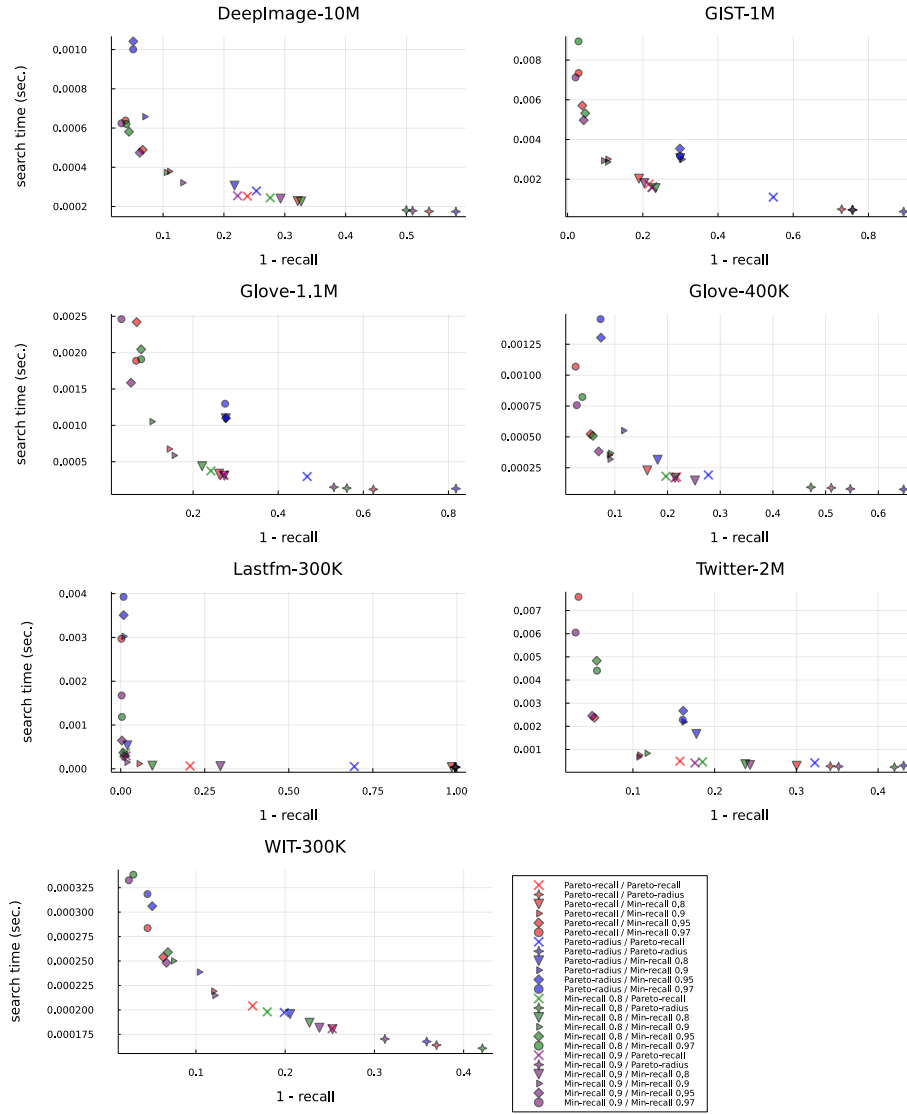 DeepImage-10M
search time (sec.)
0.0010
0.0008
0.0006
0.0004
0.0002
0.1 0.2 0.3 0.4 0.5
1 - recall
GIST-1M
0.008
0.006
0.004
0.002
0.0 0.2 0.4 0.6 0.8
1 - recall
Glove-1.1M
search time (sec.)
0.0025
0.0020
0.0015
0.0010
0.0005
0.2 0.4 0.6 0.8
1 - recall
Glove-400K
0.00125
0.00100
0.00075
0.00050
0.00025
0.1 0.2 0.3 0.4 0.5 0.6
1 - recall
Lastfm-300K
search time (sec.)
0.004
0.003
0.002
0.001
0.000
0.00 0.25 0.50 0.75 1.00
1 - recall
Twitter-2M
0.007
0.006
0.005
0.004
0.003
0.002
0.001
0.1 0.2 0.3 0.4
1 - recall
WIT-300K
search time (sec.)
0.000325
0.000300
0.000275
0.000250
0.000225
0.000200
0.000175
0.1 0.2 0.3 0.4
1 - recall
Pareto-recall / Pareto-recall
Pareto-recall / Pareto-radius
Pareto-recall / Min-recall 0.8
Pareto-recall / Min-recall 0.9
Pareto-recall / Min-recall 0.95
Pareto-recall / Min-recall 0.97
Pareto-radius / Pareto-recall
Pareto-radius / Pareto-radius
Pareto-radius / Min-recall 0.8
Pareto-radius / Min-recall 0.9
Pareto-radius / Min-recall 0.95
Pareto-radius / Min-recall 0.97
Min-recall 0.8 / Pareto-recall
Min-recall 0.8 / Pareto-radius
Min-recall 0.8 / Min-recall 0.8
Min-recall 0.8 / Min-recall 0.9
Min-recall 0.8 / Min-recall 0.95
Min-recall 0.8 / Min-recall 0.97
Min-recall 0.9 / Pareto-recall
Min-recall 0.9 / Pareto-radius
Min-recall 0.9 / Min-recall 0.8
Min-recall 0.9 / Min-recall 0.9
Min-recall 0.9 / Min-recall 0.95
Min-recall 0.9 / Min-recall 0.97